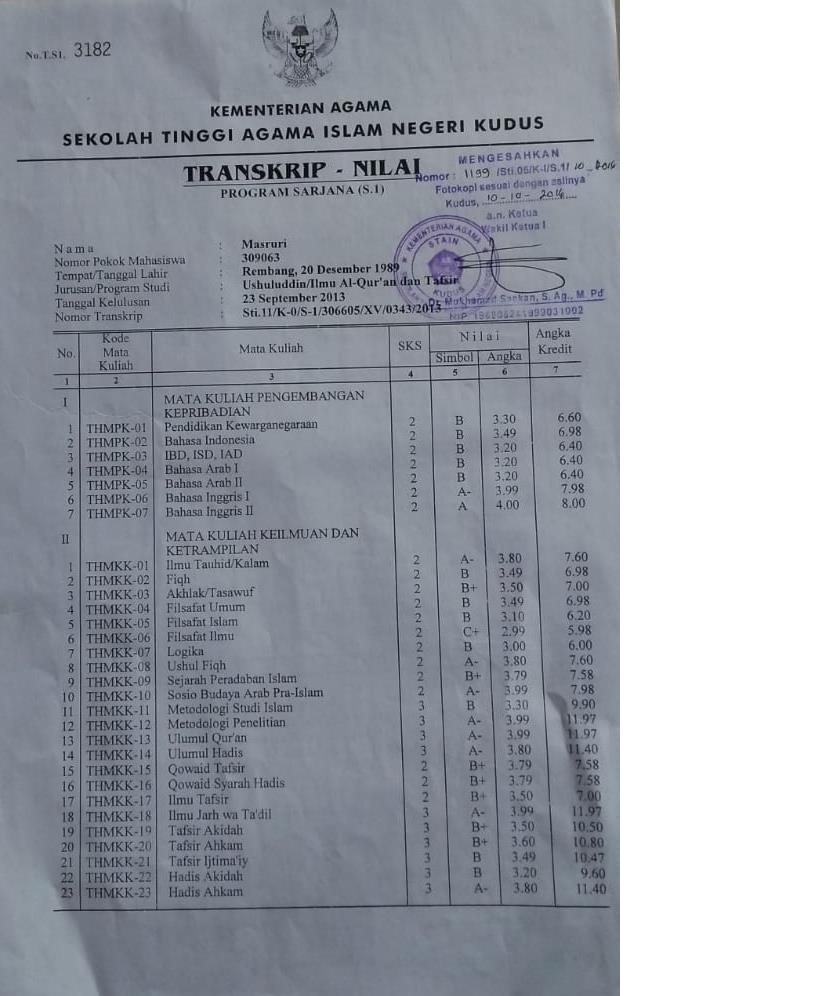 No.T.S1. 3182
KEMENTERIAN AGAMA
SEKOLAH TINGGI AGAMA ISLAM NEGERI KUDUS
TRANSKRIP - NILAI
PROGRAM SARJANA (S.1)
MENGESAHKAN
Nomor : 1199 /Sti.06/K-I/S.1/ 10
Fotokopi sesuai dengan aslinya
Kudus, 10 - 10 -
a.n. Ketua
Wakil Ketua I
KEMENTERIAN AGAMA
STAIN
KUDUS
Dr. Mukhamad Saekan, S. Ag., M. Pd
NIP.
Nama : Masruri
Nomor Pokok Mahasiswa : 309063
Tempat/Tanggal Lahir : Rembang, 20 Desember 1989
Jurusan/Program Studi : Ushuluddin/Ilmu Al-Qur'an dan Tafsir
Tanggal Kelulusan : 23 September 2013
Nomor Transkrip : Sti.11/K-0/S-1/306605/XV/0343/2013
No. Kode Mata Kuliah Mata Kuliah SKS Nilai Simbol Angka Angka Kredit
1 2 3 4 5 6 7
I MATA KULIAH PENGEMBANGAN
KEPRIBADIAN
1 THMPK-01 Pendidikan Kewarganegaraan 2 B 3.30 6.60
2 THMPK-02 Bahasa Indonesia 2 B 3.49 6.98
3 THMPK-03 IBD, ISD, IAD 2 B 3.20 6.40
4 THMPK-04 Bahasa Arab I 2 B 3.20 6.40
5 THMPK-05 Bahasa Arab II 2 B 3.20 6.40
6 THMPK-06 Bahasa Inggris I 2 A- 3.99 7.98
7 THMPK-07 Bahasa Inggris II 2 A 4.00 8.00
II MATA KULIAH KEILMUAN DAN
KETRAMPILAN
1 THMKK-01 Ilmu Tauhid/Kalam 2 A- 3.80 7.60
2 THMKK-02 Fiqh 2 B 3.49 6.98
3 THMKK-03 Akhlak/Tasawuf 2 B+ 3.50 7.00
4 THMKK-04 Filsafat Umum 2 B 3.49 6.98
5 THMKK-05 Filsafat Islam 2 B 3.10 6.20
6 THMKK-06 Filsafat Ilmu 2 C+ 2.99 5.98
7 THMKK-07 Logika 2 B 3.00 6.00
8 THMKK-08 Ushul Fiqh 2 A- 3.80 7.60
9 THMKK-09 Sejarah Peradaban Islam 2 B+ 3.79 7.58
10 THMKK-10 Sosio Budaya Arab Pra-Islam 2 A- 3.99 7.98
11 THMKK-11 Metodologi Studi Islam 3 B 3.30 9.90
12 THMKK-12 Metodologi Penelitian 3 A- 3.99 11.97
13 THMKK-13 Ulumul Qur'an 3 A- 3.99 11.97
14 THMKK-14 Ulumul Hadis 3 A- 3.80 11.40
15 THMKK-15 Qowaid Tafsir 2 B+ 3.79 7.58
16 THMKK-16 Qowaid Syarah Hadis 2 B+ 3.79 7.58
17 THMKK-17 Ilmu Tafsir 2 B+ 3.50 7.00
18 THMKK-18 Ilmu Jarh wa Ta'dil 3 A- 3.99 11.97
19 THMKK-19 Tafsir Akidah 3 B+ 3.50 10.50
20 THMKK-20 Tafsir Ahkam 3 B+ 3.60 10.80
21 THMKK-21 Tafsir Ijtima'iy 3 B 3.49 10.47
22 THMKK-22 Hadis Akidah 3 B 3.20 9.60
23 THMKK-23 Hadis Ahkam 3 A- 3.80 11.40